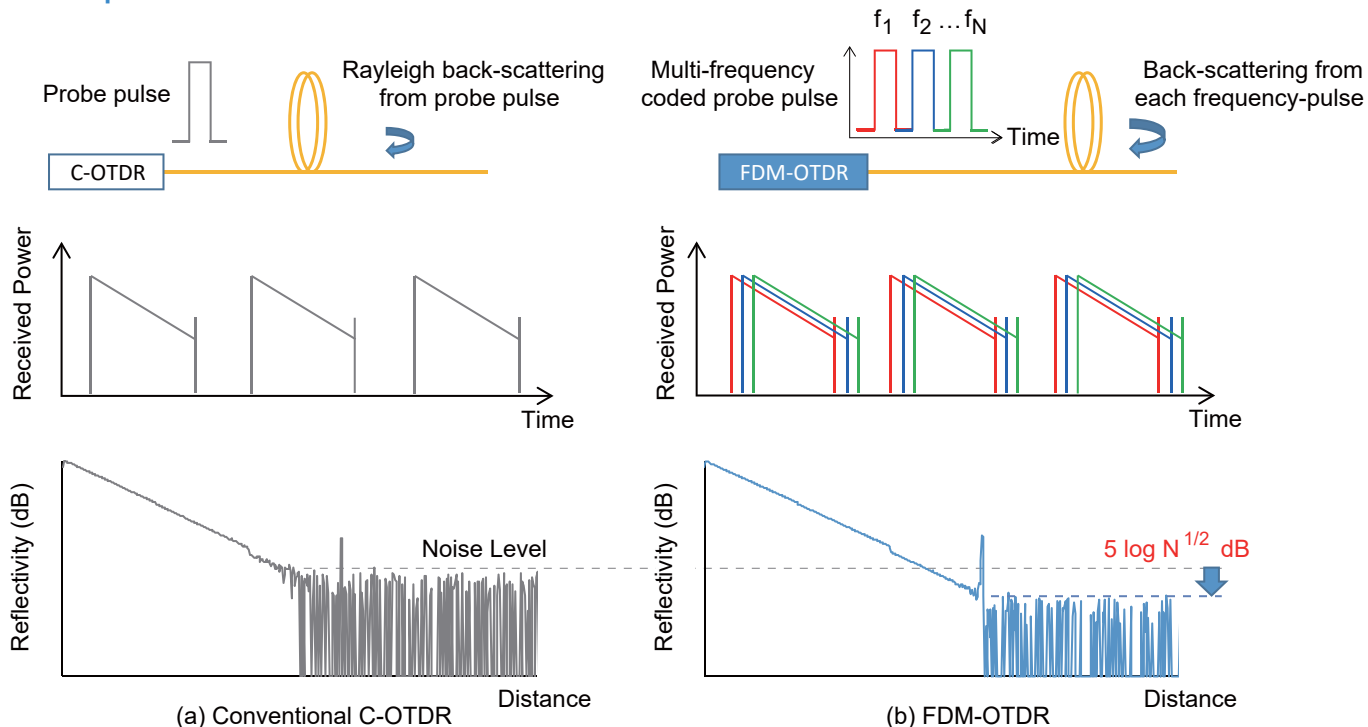 f1 f2 ...fN
Probe pulse
Rayleigh back-scattering
from probe pulse
C-OTDR
Multi-frequency
coded probe pulse
Time
Back-scattering from
each frequency-pulse
FDM-OTDR
Received Power
Time
Received Power
Time
Reflectivity (dB)
Noise Level
Distance
(a) Conventional C-OTDR
Reflectivity (dB)
5 log N 1/2 dB
Distance
(b) FDM-OTDR